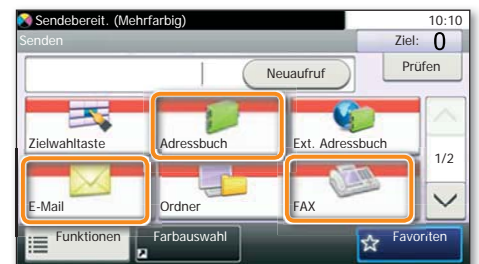 Sendebereit. (Mehrfarbig) 10:10
Senden Ziel: 0
Neuaufruf Prüfen
Zielwahltaste Adressbuch Ext. Adressbuch
1/2
E-Mail Ordner FAX
Funktionen Farbauswahl Favoriten